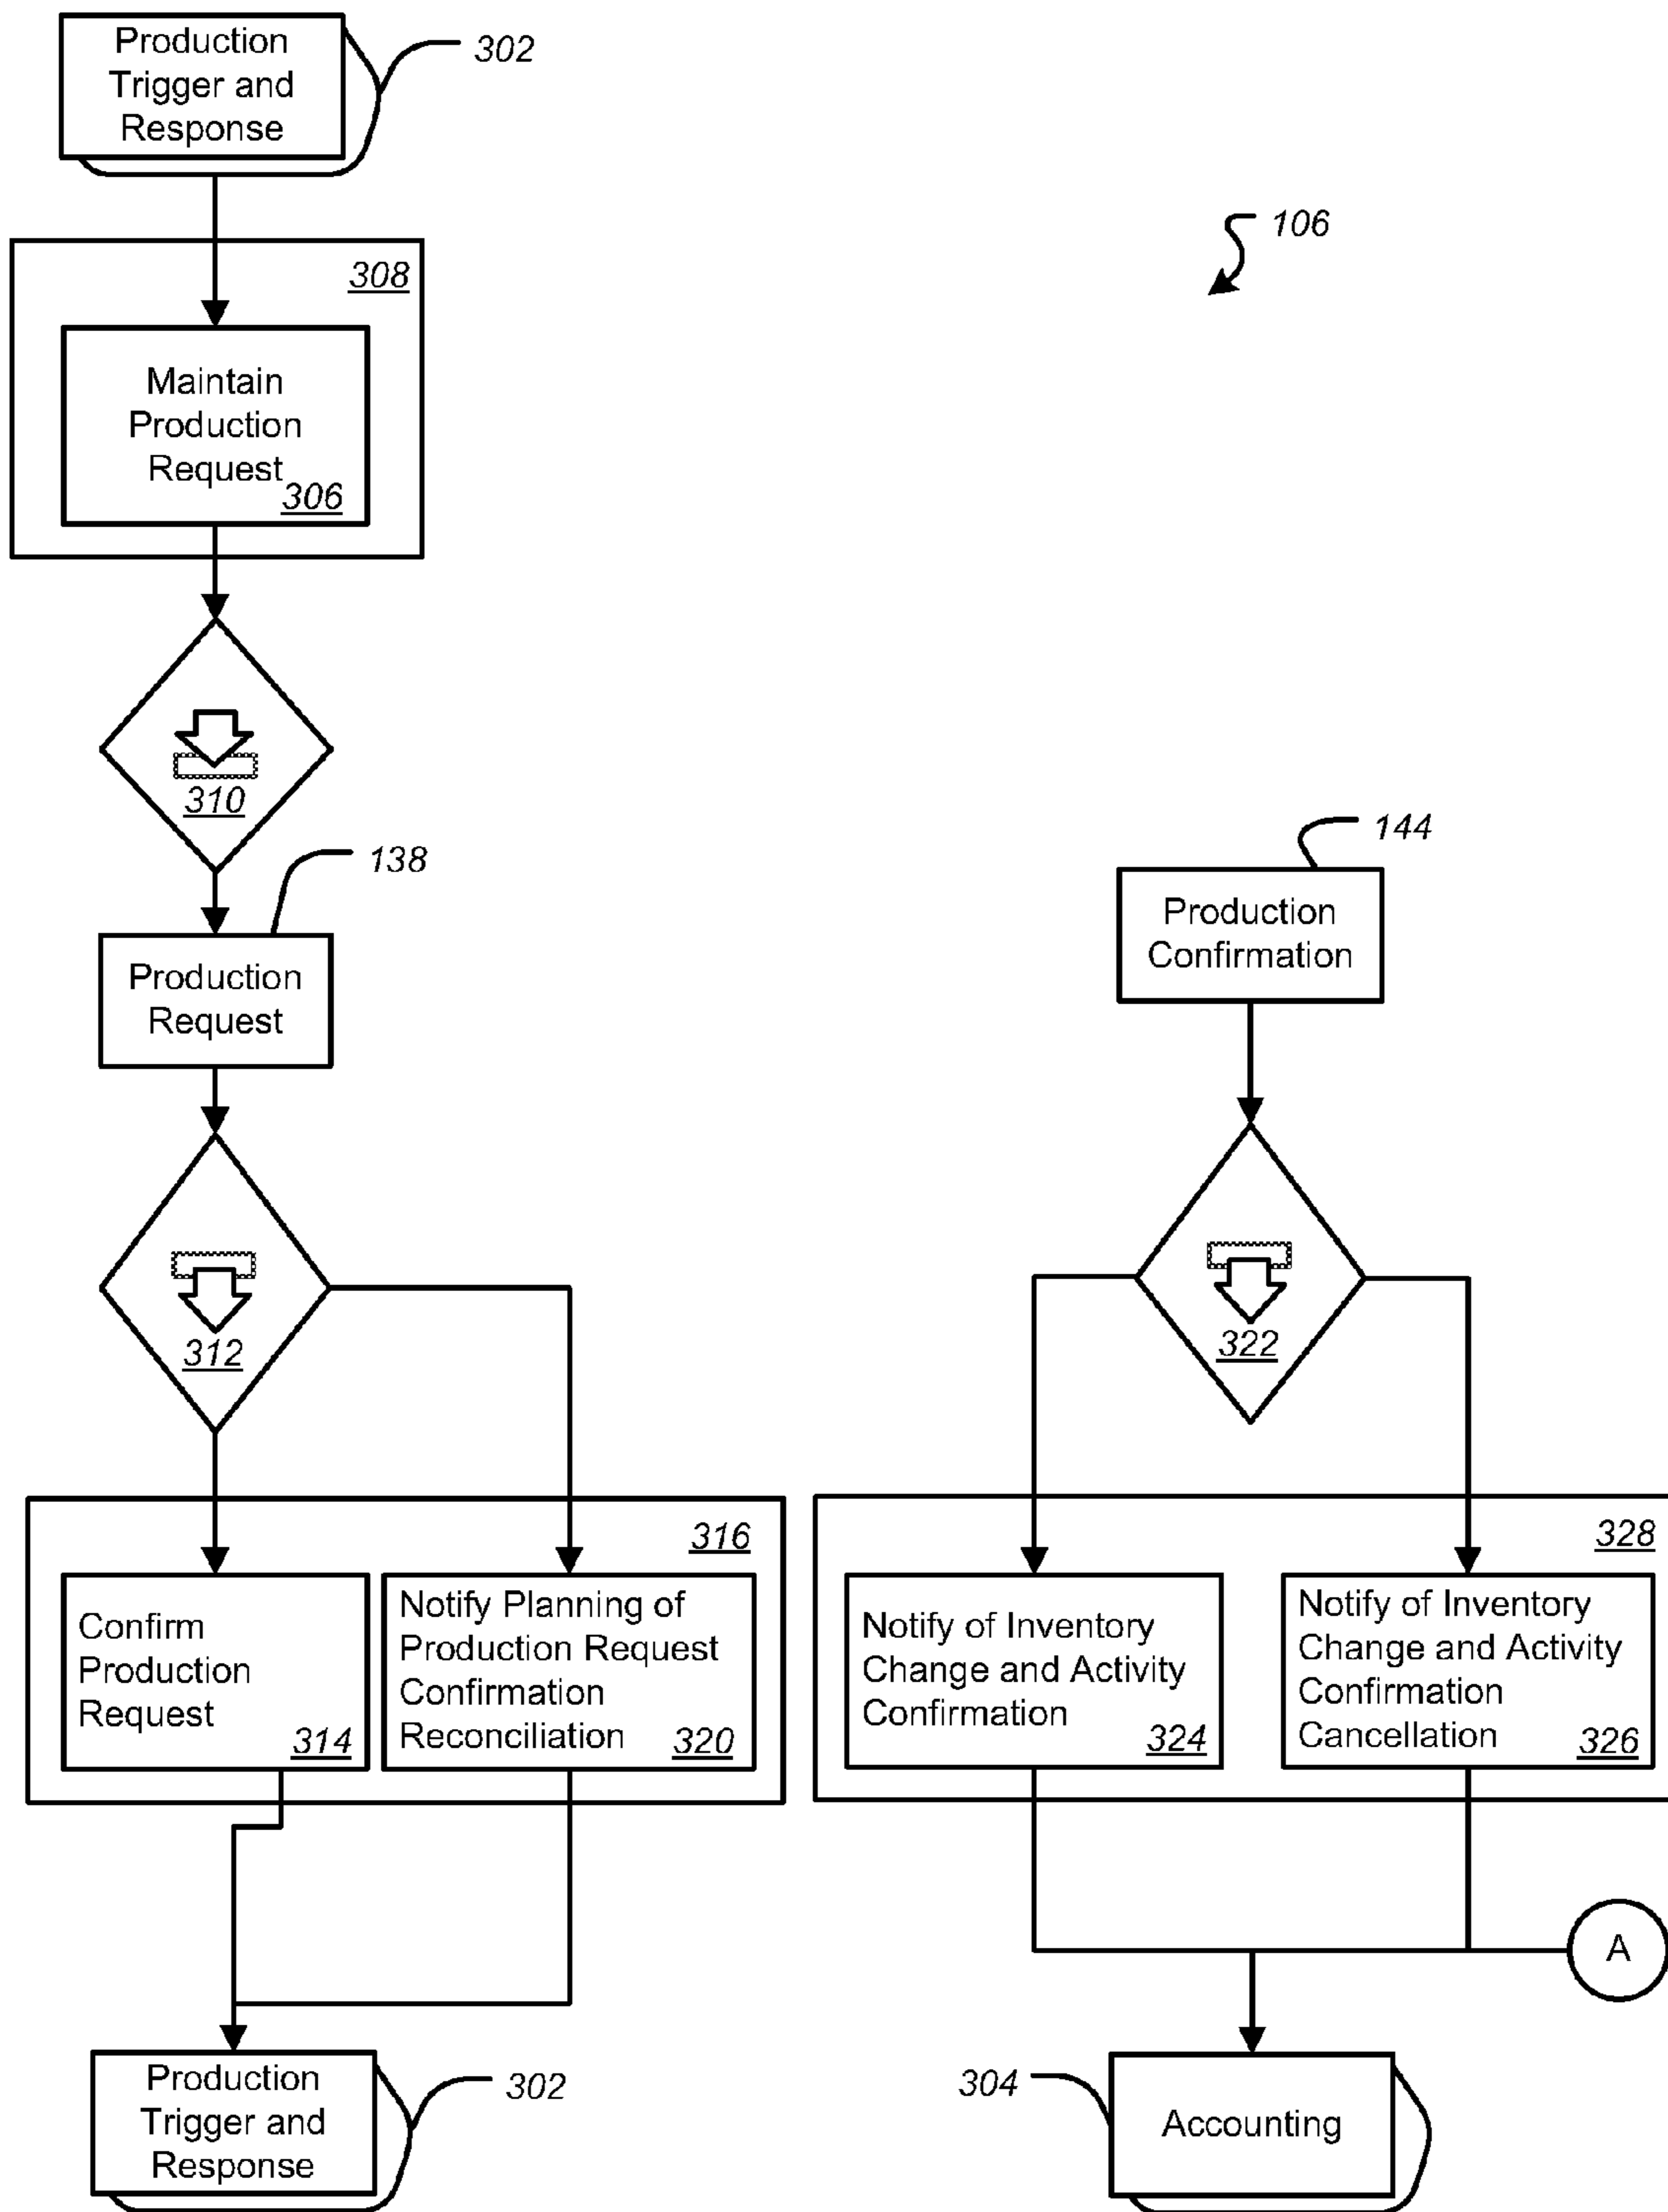 Production
Trigger and
Response
302
106
308
Maintain
Production
Request
306
310
138
Production
Request
144
Production
Confirmation
312
322
316
Confirm
Production
Request
314
Notify Planning of
Production Request
Confirmation
Reconciliation
320
328
Notify of Inventory
Change and Activity
Confirmation
324
Notify of Inventory
Change and Activity
Confirmation
Cancellation
326
A
Production
Trigger and
Response
302
304
Accounting